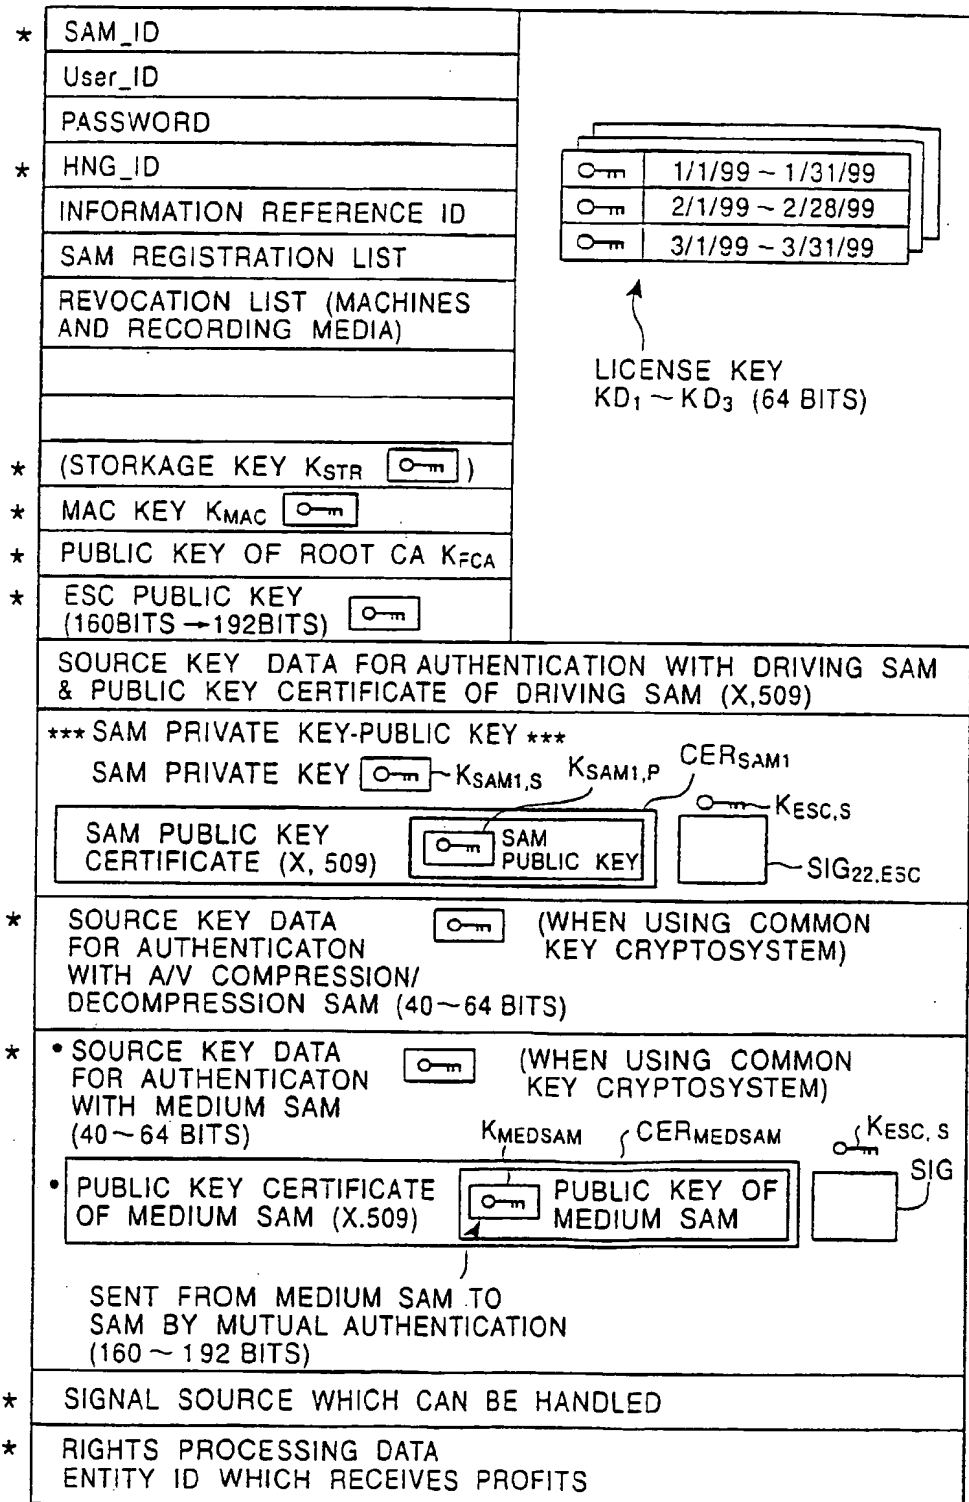 * SAM_ID
User_ID
PASSWORD
* HNG_ID
INFORMATION REFERENCE ID
SAM REGISTRATION LIST
REVOCATION LIST (MACHINES
AND RECORDING MEDIA)
1/1/99 ~ 1/31/99
2/1/99 ~ 2/28/99
3/1/99 ~ 3/31/99
LICENSE KEY
KD1 ~ KD3 (64 BITS)
* (STORKAGE KEY KSTR )
* MAC KEY KMAC
* PUBLIC KEY OF ROOT CA KFCA
* ESC PUBLIC KEY
(160BITS → 192BITS)
SOURCE KEY DATA FOR AUTHENTICATION WITH DRIVING SAM
& PUBLIC KEY CERTIFICATE OF DRIVING SAM (X,509)
*** SAM PRIVATE KEY-PUBLIC KEY ***
SAM PRIVATE KEY KSAM1,S KSAM1,P CERSAM1
KESC,S
SAM PUBLIC KEY
CERTIFICATE (X, 509)
SAM
PUBLIC KEY
SIG22,ESC
* SOURCE KEY DATA
FOR AUTHENTICATON
WITH A/V COMPRESSION/
DECOMPRESSION SAM (40~64 BITS)
(WHEN USING COMMON
KEY CRYPTOSYSTEM)
* • SOURCE KEY DATA
FOR AUTHENTICATON
WITH MEDIUM SAM
(40~64 BITS)
(WHEN USING COMMON
KEY CRYPTOSYSTEM)
KMEDSAM CERMEDSAM KESC, S
SIG
• PUBLIC KEY CERTIFICATE
OF MEDIUM SAM (X.509)
PUBLIC KEY OF
MEDIUM SAM
SENT FROM MEDIUM SAM TO
SAM BY MUTUAL AUTHENTICATION
(160 ~ 192 BITS)
* SIGNAL SOURCE WHICH CAN BE HANDLED
* RIGHTS PROCESSING DATA
ENTITY ID WHICH RECEIVES PROFITS